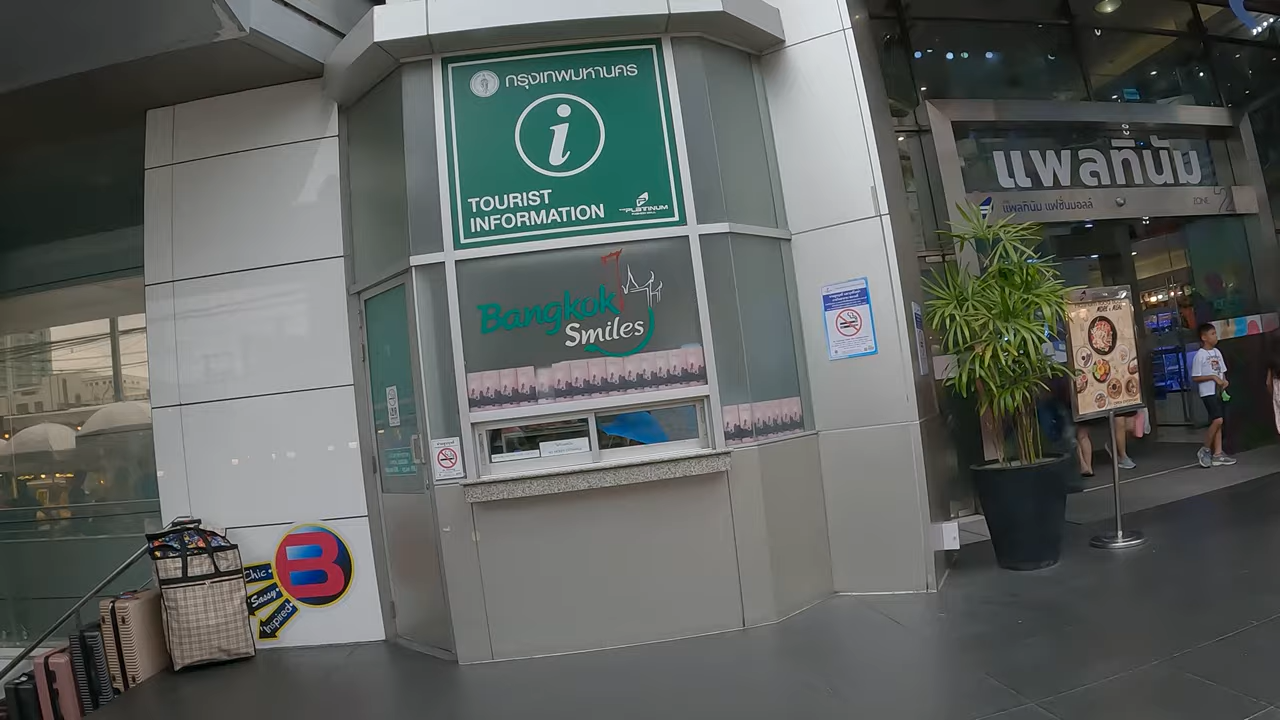 กรุงเทพมหานคร
i
TOURIST
INFORMATION
PLATINUM
Bangkok
Smiles
แพลทินัม
แพลทินัม แฟชั่นมอลล์
ZONE
B
Chic
Sassy
Inspired